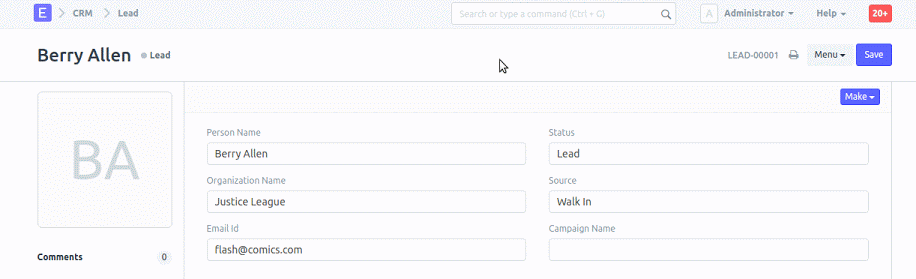 E CRM Lead Search or type a command (Ctrl + G) A Administrator Help 20+
Berry Allen Lead LEAD-00001 Menu Save
Make
BA
Person Name Status
Berry Allen Lead
Organization Name Source
Justice League Walk In
Email Id Campaign Name
flash@comics.com
Comments 0